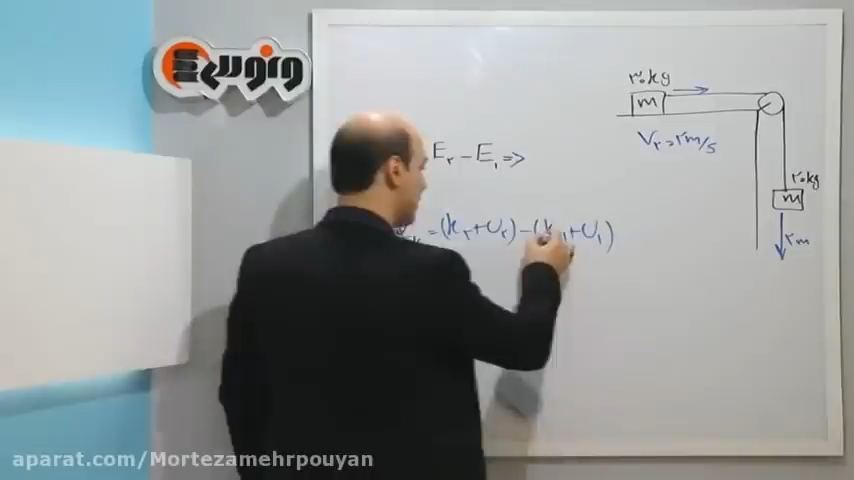 ونوس
۲۰kg
m
V۲=۲m/s
E۲ - E۱ =>
=(K۲+U۲)-(K۱+U۱)
۲۰kg
m
۲m
aparat.com/Mortezamehrpouyan